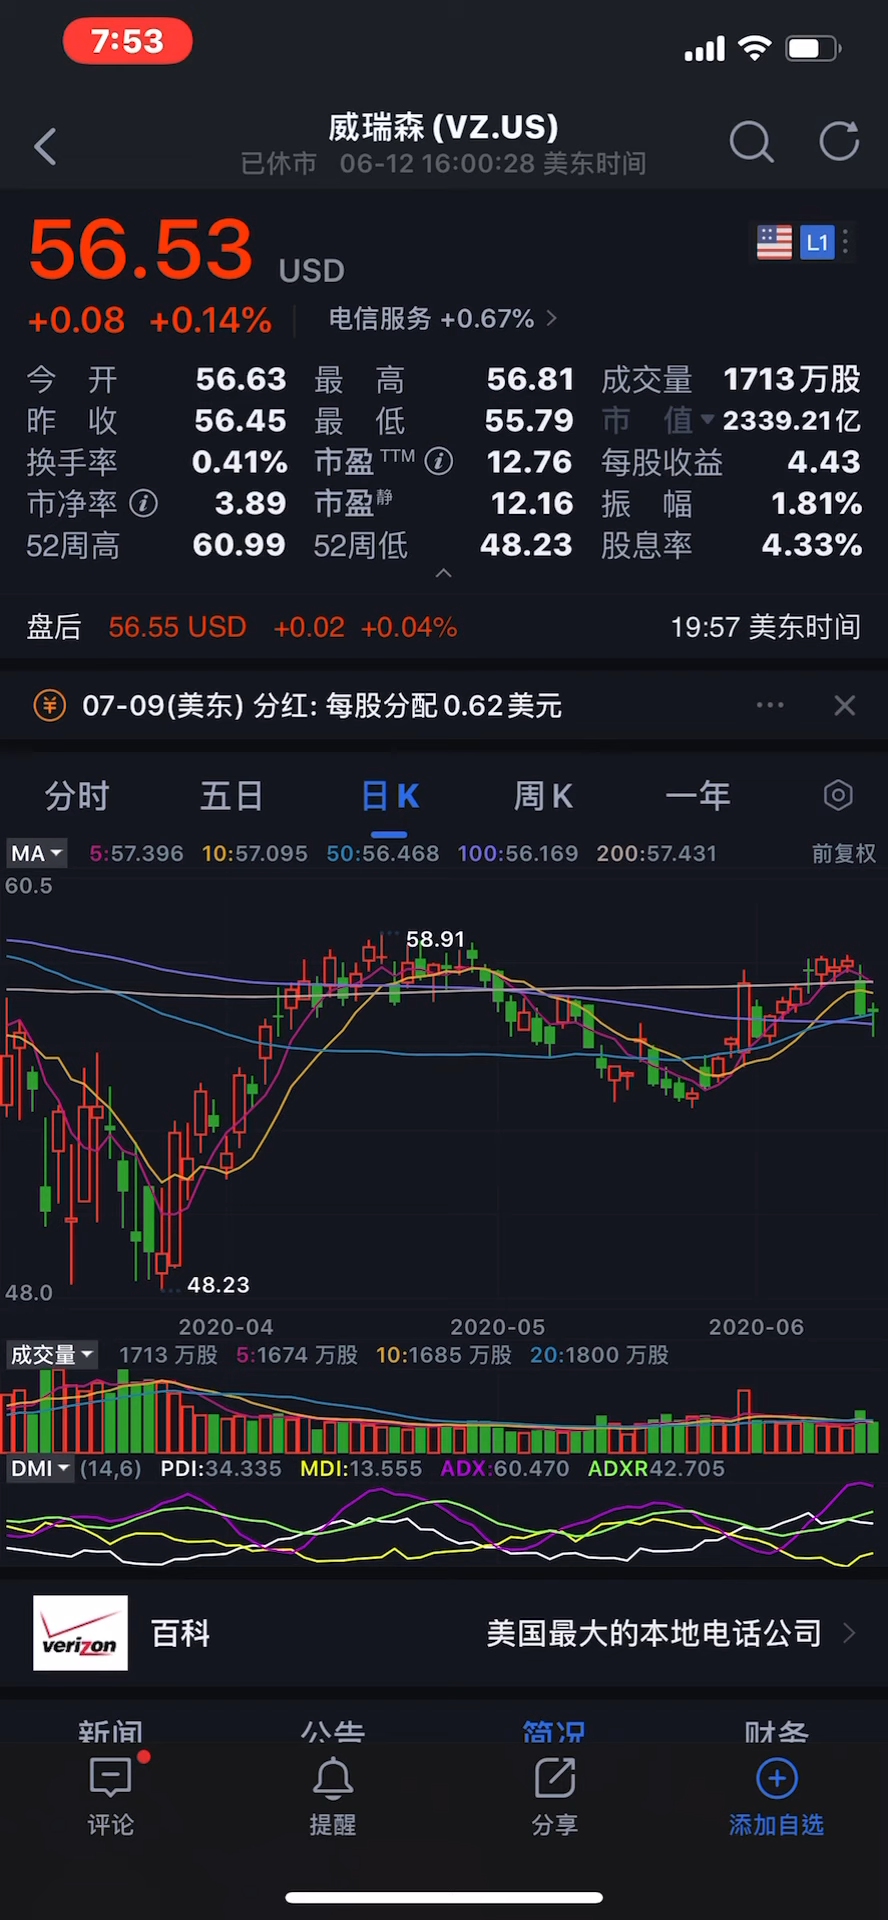 7:53
威瑞森(VZ.US)
已休市 06-12 16:00:28 美东时间
56.53 USD
L1
+0.08 +0.14% 电信服务 +0.67%
今开 56.63 最高 56.81 成交量 1713万股
昨收 56.45 最低 55.79 市值 2339.21亿
换手率 0.41% 市盈TTM 12.76 每股收益 4.43
市净率 3.89 市盈静 12.16 振幅 1.81%
52周高 60.99 52周低 48.23 股息率 4.33%
盘后 56.55 USD +0.02 +0.04% 19:57 美东时间
07-09(美东) 分红: 每股分配0.62美元
分时 五日 日K 周K 一年
MA 5:57.396 10:57.095 50:56.468 100:56.169 200:57.431 前复权
60.5
58.91
48.23
48.0
2020-04 2020-05 2020-06
成交量 1713 万股 5:1674 万股 10:1685 万股 20:1800 万股
DMI (14,6) PDI:34.335 MDI:13.555 ADX:60.470 ADXR42.705
verizon 百科 美国最大的本地电话公司
新闻 公告 简况 财务
评论 提醒 分享 添加自选